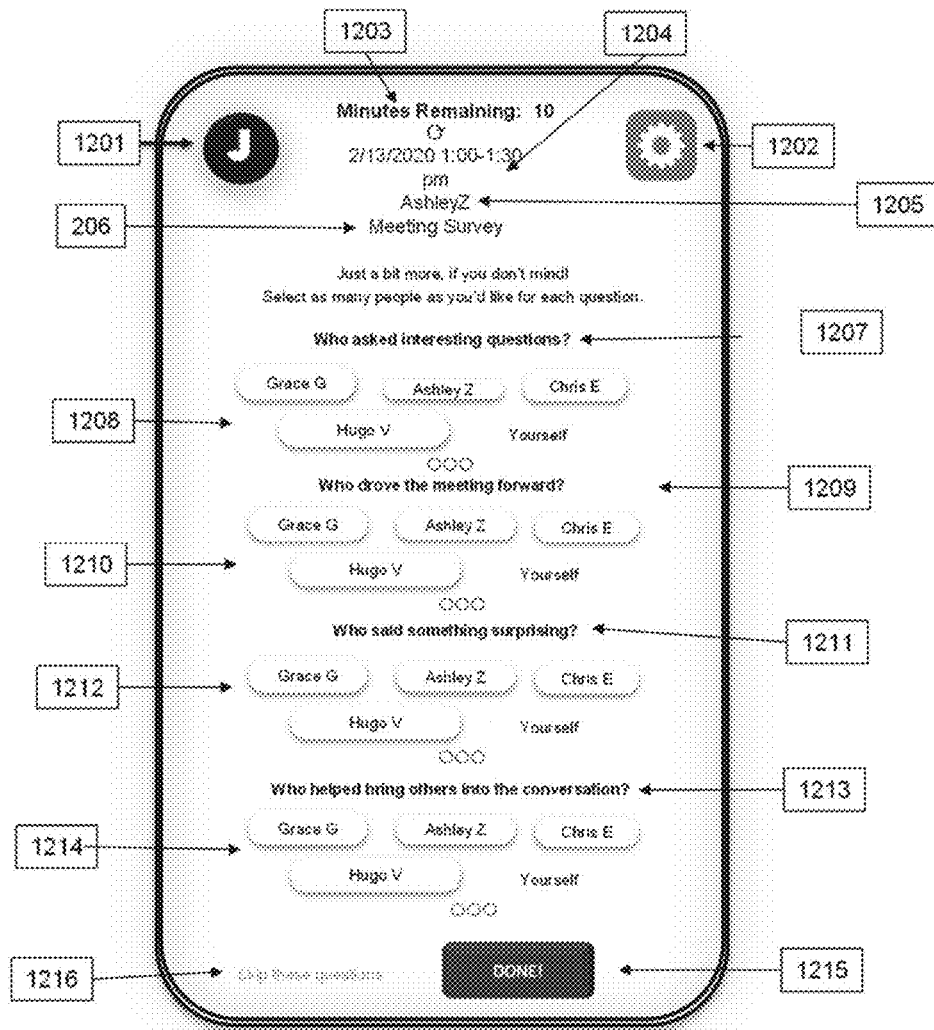 1203
1204
Minutes Remaining: 10
1201
1202
2/13/2020 1:00-1:30
pm
AshleyZ
1205
206
Meeting Survey
Just a bit more, if you don't mind!
Select as many people as you'd like for each question.
Who asked interesting questions?
1207
Grace G Ashley Z Chris E
1208
Hugo V Yourself
Who drove the meeting forward?
1209
Grace G Ashley Z Chris E
1210
Hugo V Yourself
Who said something surprising?
1211
Grace G Ashley Z Chris E
1212
Hugo V Yourself
Who helped bring others into the conversation?
1213
Grace G Ashley Z Chris E
1214
Hugo V Yourself
1216
Skip these questions
DONE!
1215